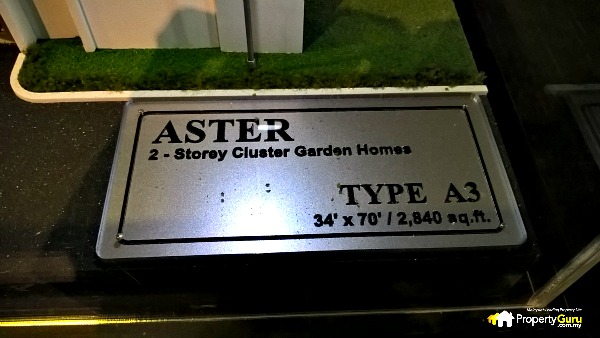 ASTER
2 - Storey Cluster Garden Homes
TYPE A3
34' x 70' / 2,840 sq.ft.
PropertyGuru
.com.my